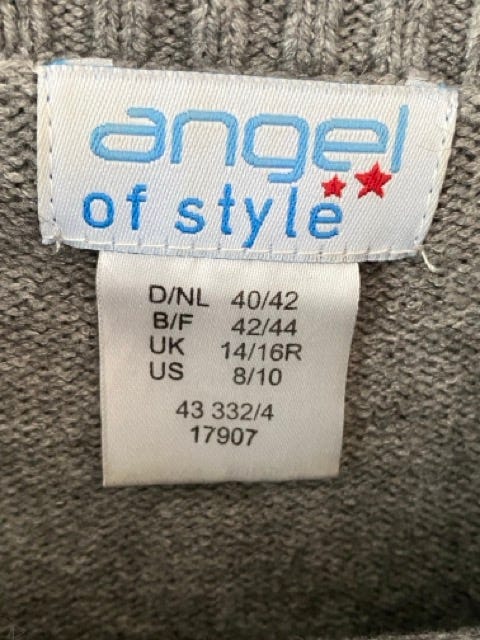 angel
of style
D/NL 40/42
B/F 42/44
UK 14/16R
US 8/10
43 332/4
17907